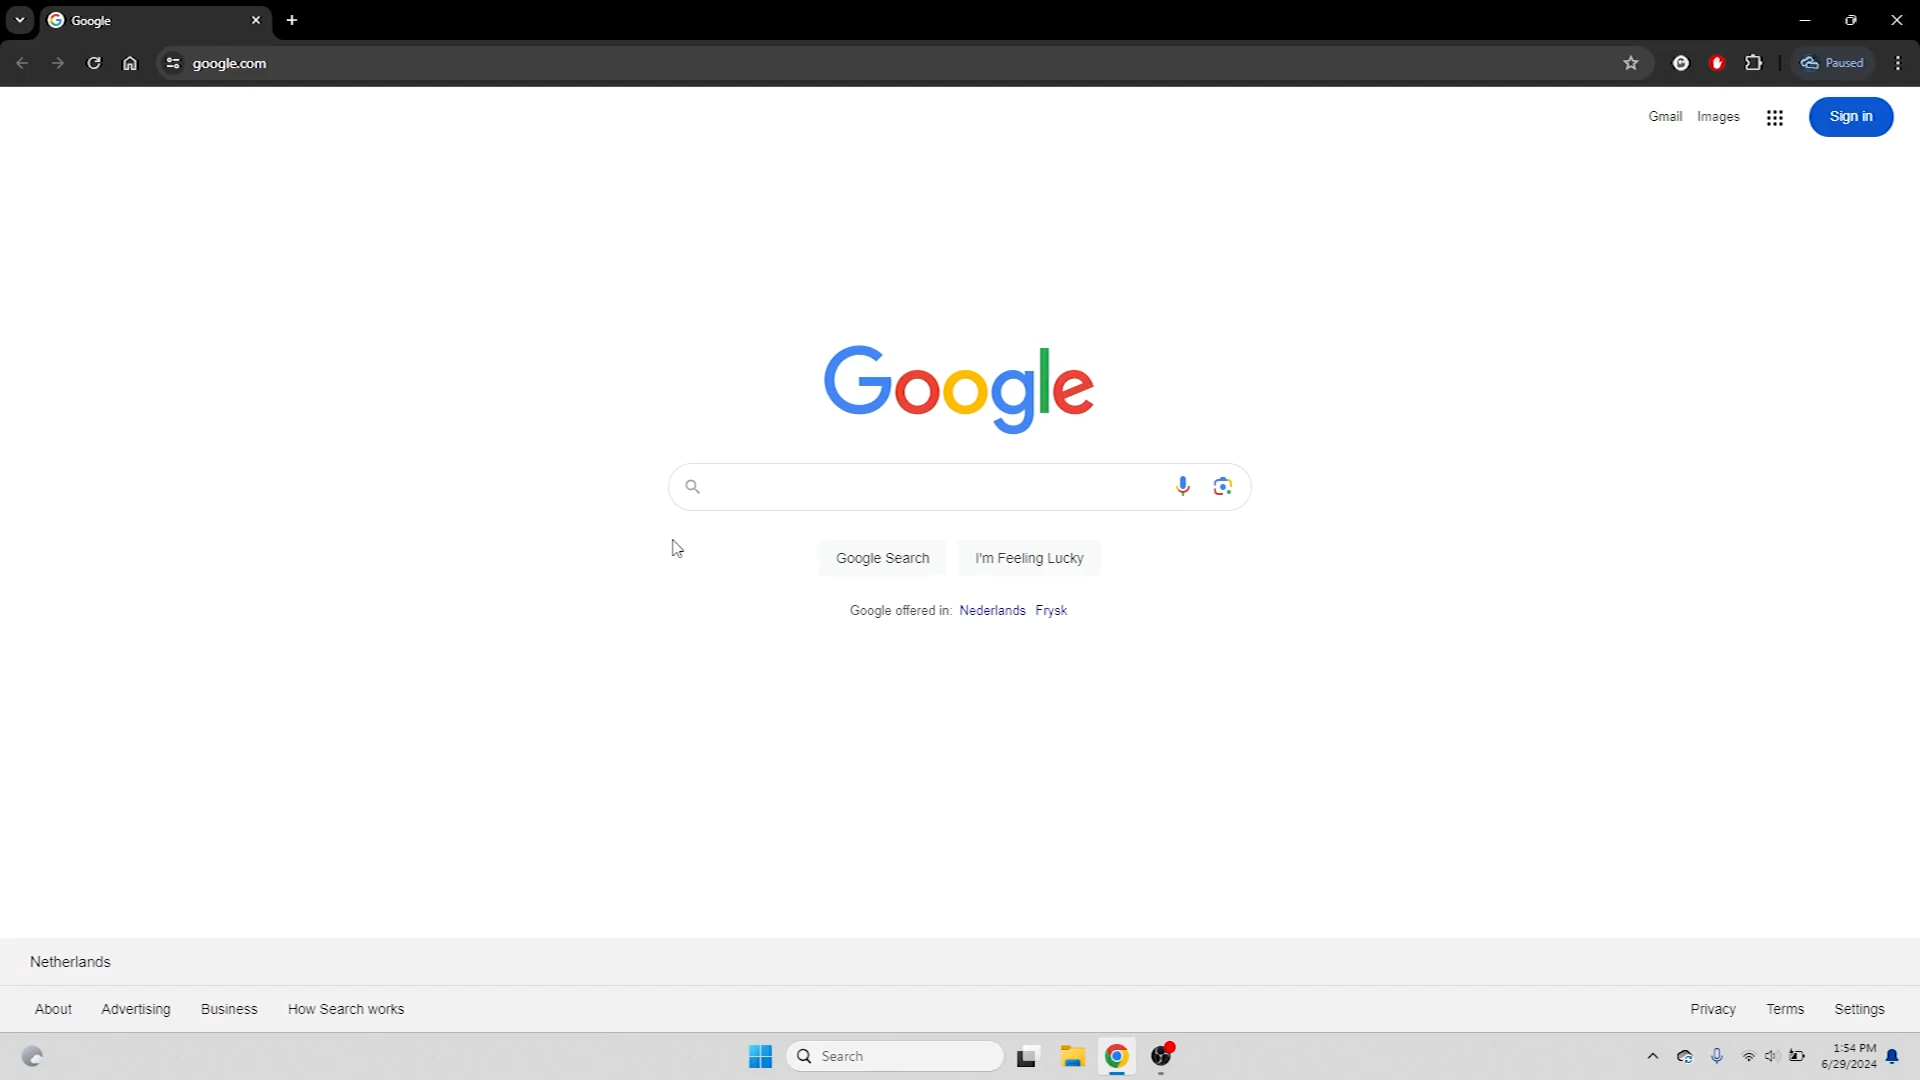 Google
google.com
Paused
Gmail Images Sign in
Google
Google Search I'm Feeling Lucky
Google offered in: Nederlands Frysk
Netherlands
About Advertising Business How Search works Privacy Terms Settings
Search
1:54 PM
6/29/2024